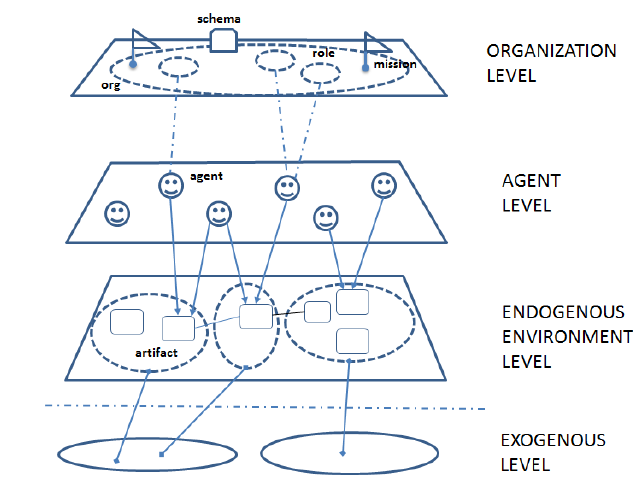 schema
role
mission
org
ORGANIZATION
LEVEL
agent
AGENT
LEVEL
artifact
ENDOGENOUS
ENVIRONMENT
LEVEL
EXOGENOUS
LEVEL